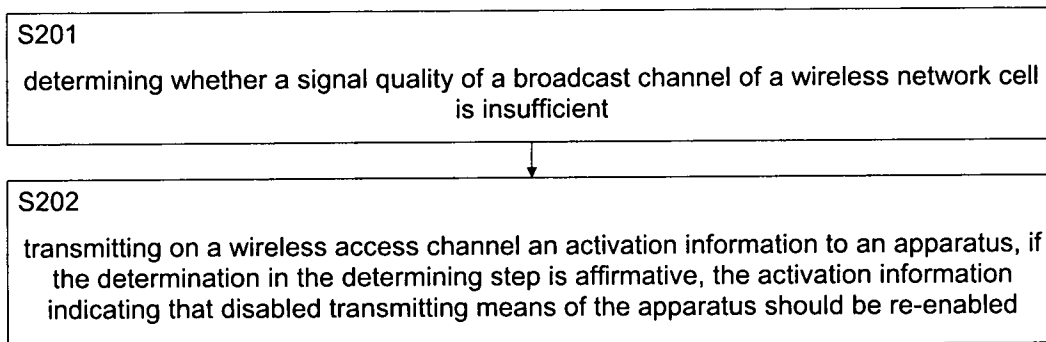 S201
determining whether a signal quality of a broadcast channel of a wireless network cell
is insufficient
S202
transmitting on a wireless access channel an activation information to an apparatus, if
the determination in the determining step is affirmative, the activation information
indicating that disabled transmitting means of the apparatus should be re-enabled